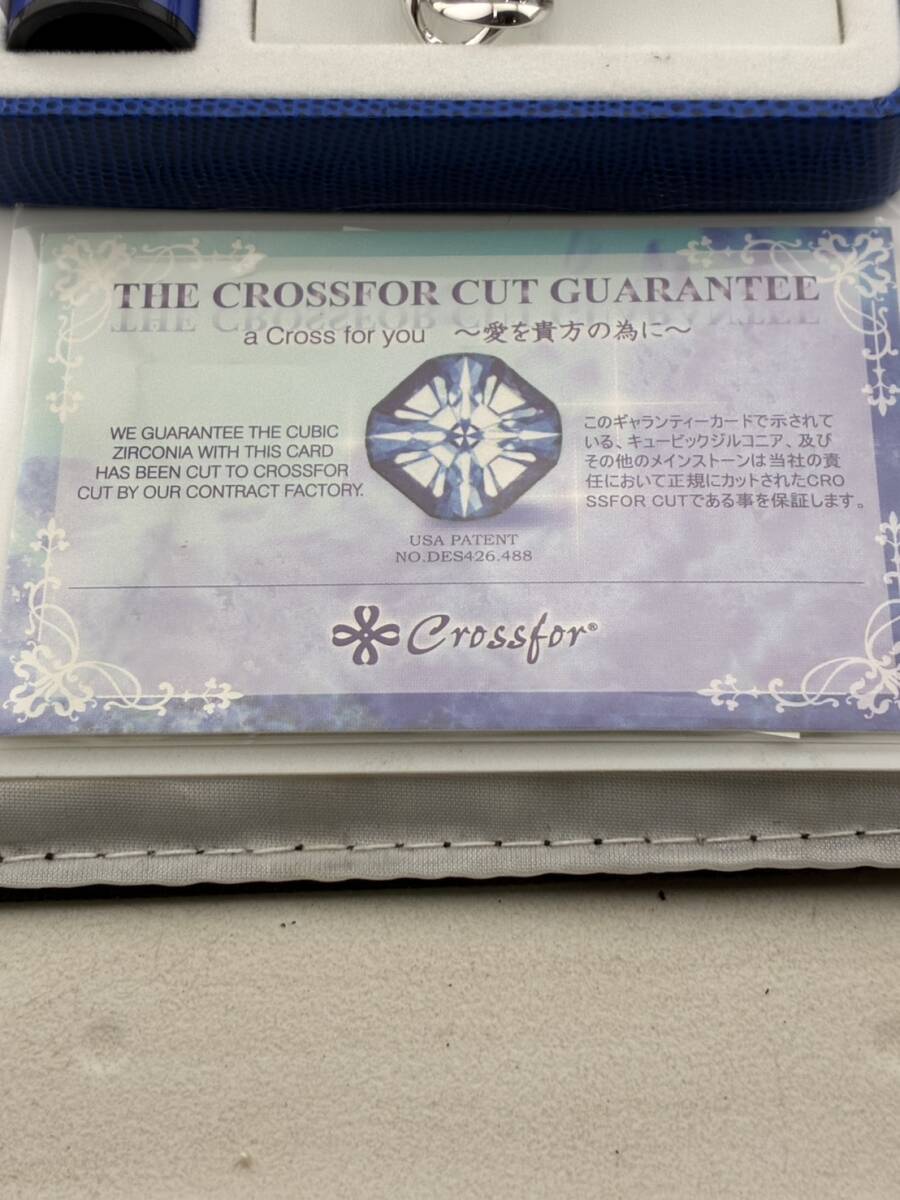 THE CROSSFOR CUT GUARANTEE
a Cross for you ～愛を貴方の為に～
WE GUARANTEE THE CUBIC
ZIRCONIA WITH THIS CARD
HAS BEEN CUT TO CROSSFOR
CUT BY OUR CONTRACT FACTORY.
このギャランティーカードで示されて
いる、キュービックジルコニア、及び
その他のメインストーンは当社の責
任において正規にカットされたCRO
SSFOR CUTである事を保証します。
USA PATENT
NO.DES426.488
Crossfor®